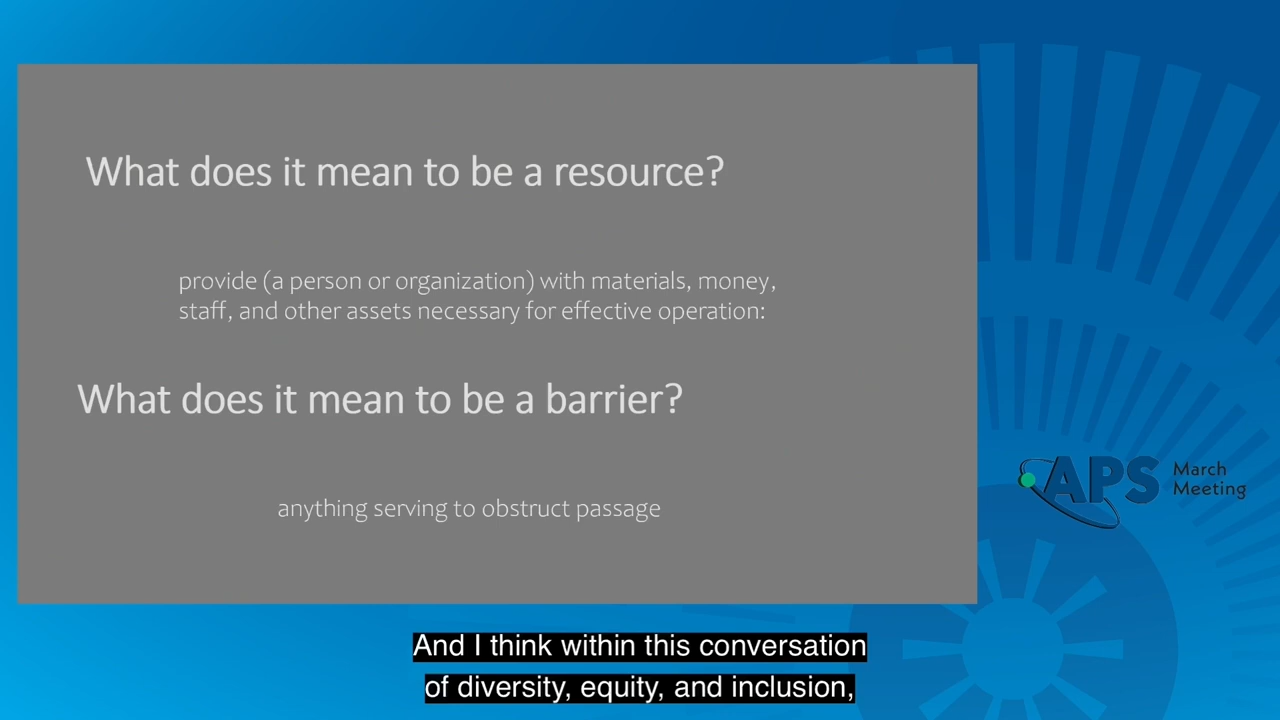 What does it mean to be a resource?
provide (a person or organization) with materials, money,
staff, and other assets necessary for effective operation:
What does it mean to be a barrier?
anything serving to obstruct passage
APS March
Meeting
And I think within this conversation
of diversity, equity, and inclusion,